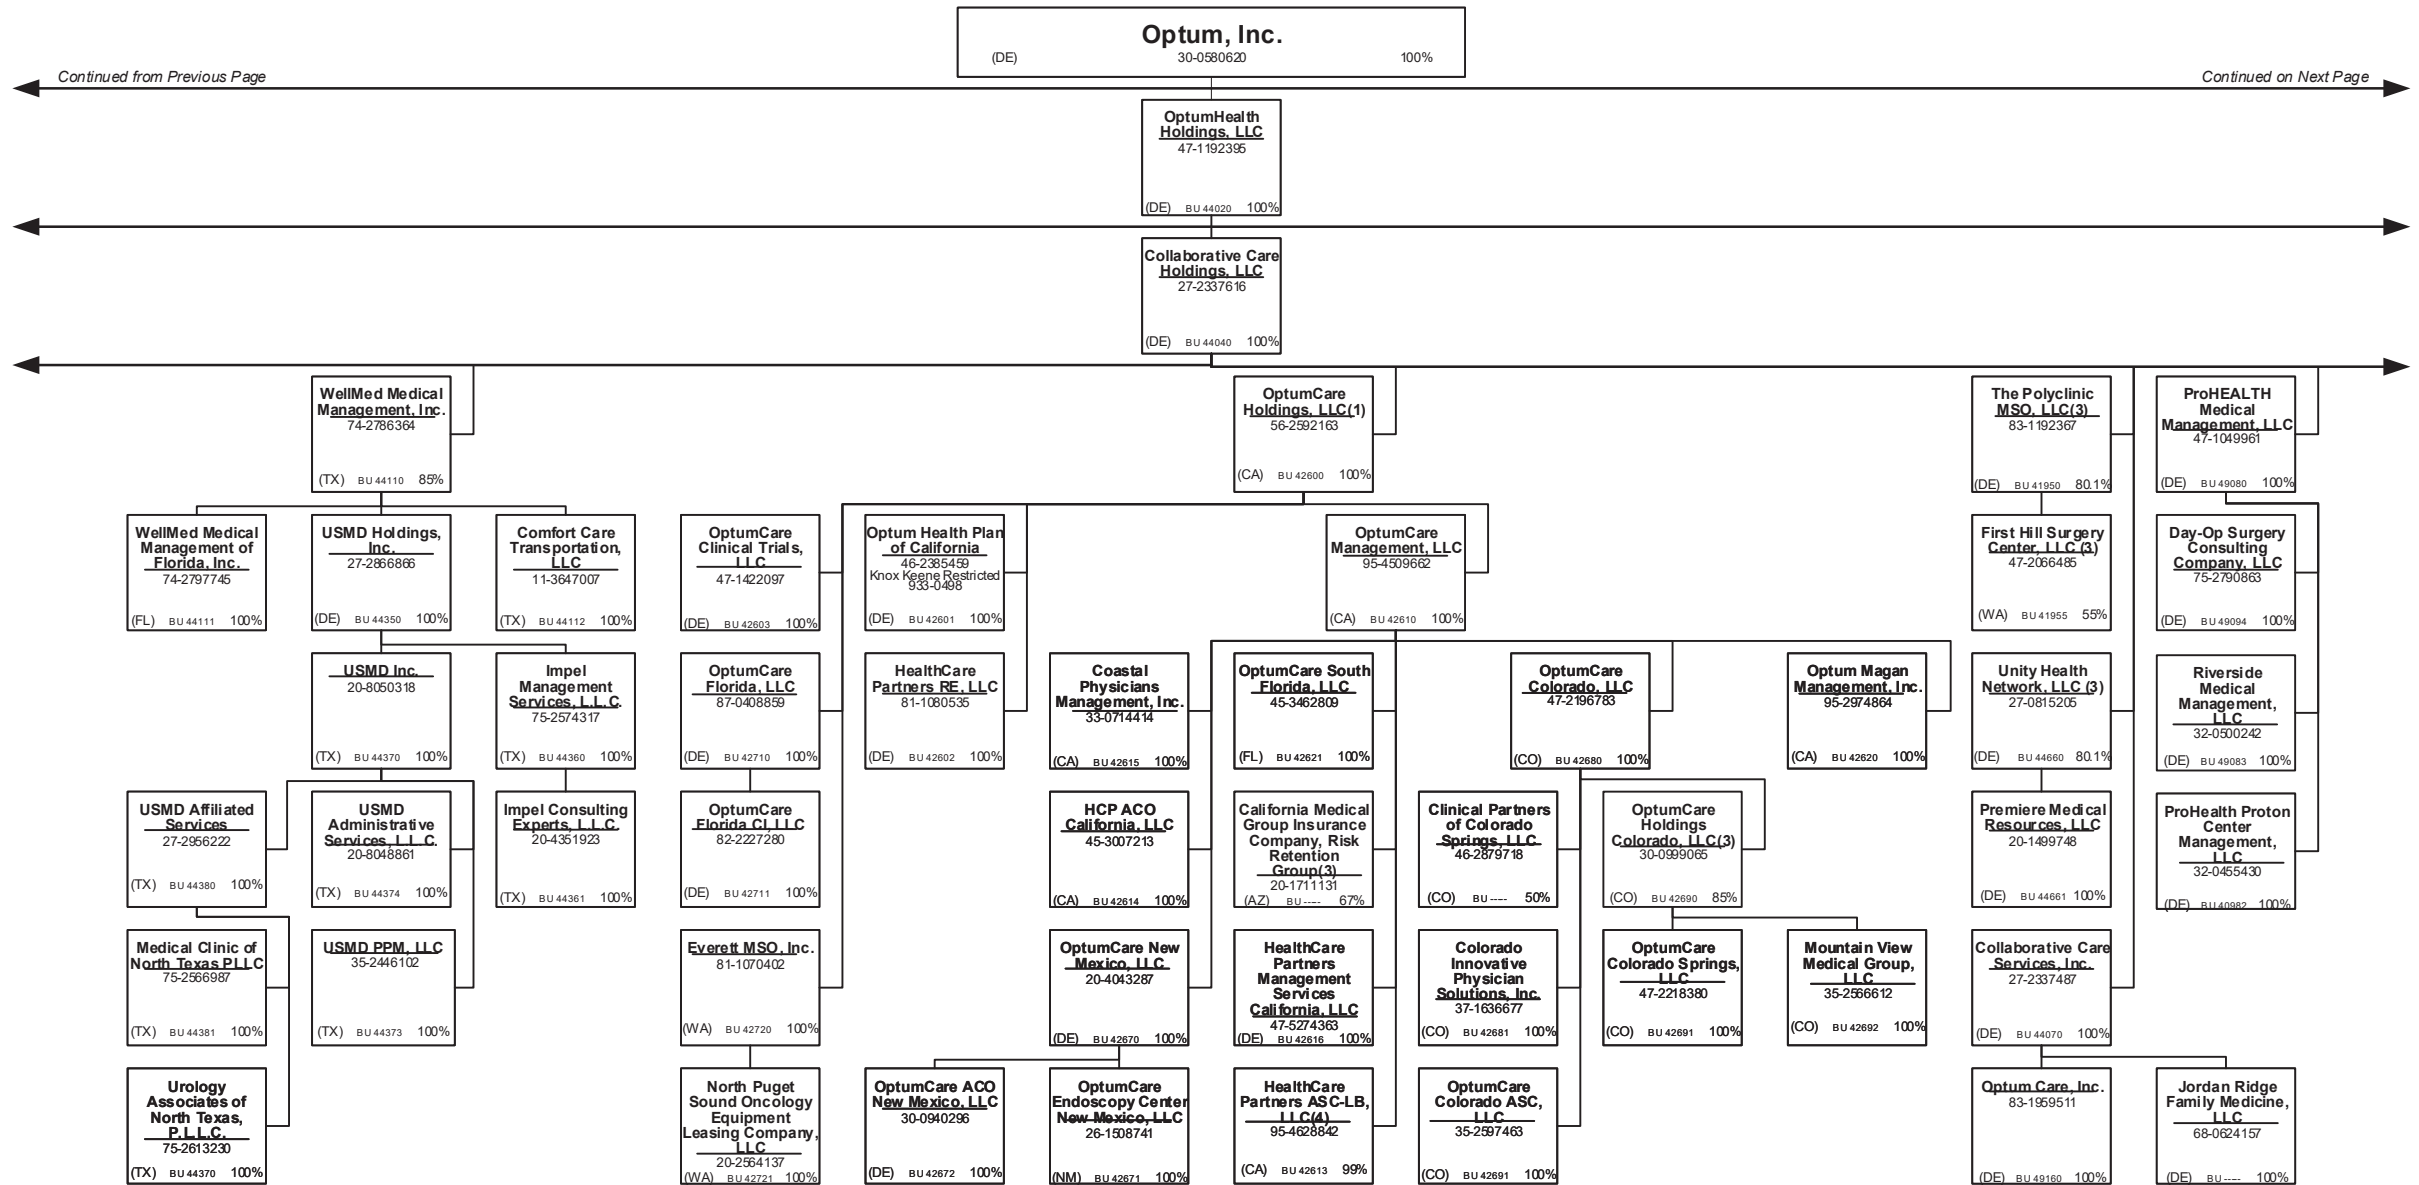 Optum, Inc.
(DE) 30-0580620 100%
Continued from Previous Page
Continued on Next Page
OptumHealth
Holdings, LLC
47-1192395
(DE) BU 44020 100%
Collaborative Care
Holdings, LLC
27-2337616
(DE) BU 44040 100%
WellMed Medical
Management, Inc.
74-2786364
(TX) BU 44110 85%
OptumCare
Holdings, LLC(1)
56-2592163
(CA) BU 42600 100%
The Polyclinic
MSO, LLC(3)
83-1192367
(DE) BU 41950 80.1%
ProHEALTH
Medical
Management, LLC
47-1049961
(DE) BU 49080 100%
WellMed Medical
Management of
Florida, Inc.
74-2797745
(FL) BU 44111 100%
USMD Holdings,
Inc.
27-2866866
(DE) BU 44350 100%
Comfort Care
Transportation,
LLC
11-3647007
(TX) BU 44112 100%
OptumCare
Clinical Trials,
LLC
47-1422097
(DE) BU 42603 100%
Optum Health Plan
of California
46-2385459
Knox Keene Restricted
933-0498
(DE) BU 42601 100%
OptumCare
Management, LLC
95-4509662
(CA) BU 42610 100%
First Hill Surgery
Center, LLC (3)
47-2066485
(WA) BU 41955 55%
Day-Op Surgery
Consulting
Company, LLC
75-2790863
(DE) BU 49094 100%
USMD Inc.
20-8050318
(TX) BU 44370 100%
Impel
Management
Services, L.L.C.
75-2574317
(TX) BU 44360 100%
OptumCare
Florida, LLC
87-0408859
(DE) BU 42710 100%
HealthCare
Partners RE, LLC
81-1080535
(DE) BU 42602 100%
Coastal
Physicians
Management, Inc.
33-0714414
(CA) BU 42615 100%
OptumCare South
Florida, LLC
45-3462809
(FL) BU 42621 100%
OptumCare
Colorado, LLC
47-2196783
(CO) BU 42680 100%
Optum Magan
Management, Inc.
95-2974864
(CA) BU 42620 100%
Unity Health
Network, LLC (3)
27-0815205
(DE) BU 44660 80.1%
Riverside
Medical
Management,
LLC
32-0500242
(DE) BU 49083 100%
USMD Affiliated
Services
27-2956222
(TX) BU 44380 100%
USMD
Administrative
Services, L.L.C.
20-8048861
(TX) BU 44374 100%
Impel Consulting
Experts, L.L.C.
20-4351923
(TX) BU 44361 100%
OptumCare
Florida CI, LLC
82-2227280
(DE) BU 42711 100%
HCP ACO
California, LLC
45-3007213
(CA) BU 42614 100%
California Medical
Group Insurance
Company, Risk
Retention
Group(3)
20-1711131
(AZ) BU ----- 67%
Clinical Partners
of Colorado
Springs, LLC
46-2879718
(CO) BU ----- 50%
OptumCare
Holdings
Colorado, LLC(3)
30-0999065
(CO) BU 42690 85%
Premiere Medical
Resources, LLC
20-1499748
(DE) BU 44661 100%
ProHealth Proton
Center
Management,
LLC
32-0455430
(DE) BU 40982 100%
Medical Clinic of
North Texas PLLC
75-2566987
(TX) BU 44381 100%
USMD PPM, LLC
35-2446102
(TX) BU 44373 100%
Everett MSO, Inc.
81-1070402
(WA) BU 42720 100%
OptumCare New
Mexico, LLC
20-4043287
(DE) BU 42670 100%
HealthCare
Partners
Management
Services
California, LLC
47-5274363
(DE) BU 42616 100%
Colorado
Innovative
Physician
Solutions, Inc.
37-1636677
(CO) BU 42681 100%
OptumCare
Colorado Springs,
LLC
47-2218380
(CO) BU 42691 100%
Mountain View
Medical Group,
LLC
35-2566612
(CO) BU 42692 100%
Collaborative Care
Services, Inc.
27-2337487
(DE) BU 44070 100%
Urology
Associates of
North Texas,
P.L.L.C.
75-2613230
(TX) BU 44370 100%
North Puget
Sound Oncology
Equipment
Leasing Company,
LLC
20-2564137
(WA) BU 42721 100%
OptumCare ACO
New Mexico, LLC
30-0940296
(DE) BU 42672 100%
OptumCare
Endoscopy Center
New Mexico, LLC
26-1508741
(NM) BU 42671 100%
HealthCare
Partners ASC-LB,
LLC(4)
95-4628842
(CA) BU 42613 99%
OptumCare
Colorado ASC,
LLC
35-2597463
(CO) BU 42691 100%
Optum Care, Inc.
83-1959511
(DE) BU 49160 100%
Jordan Ridge
Family Medicine,
LLC
68-0624157
(DE) BU ----- 100%